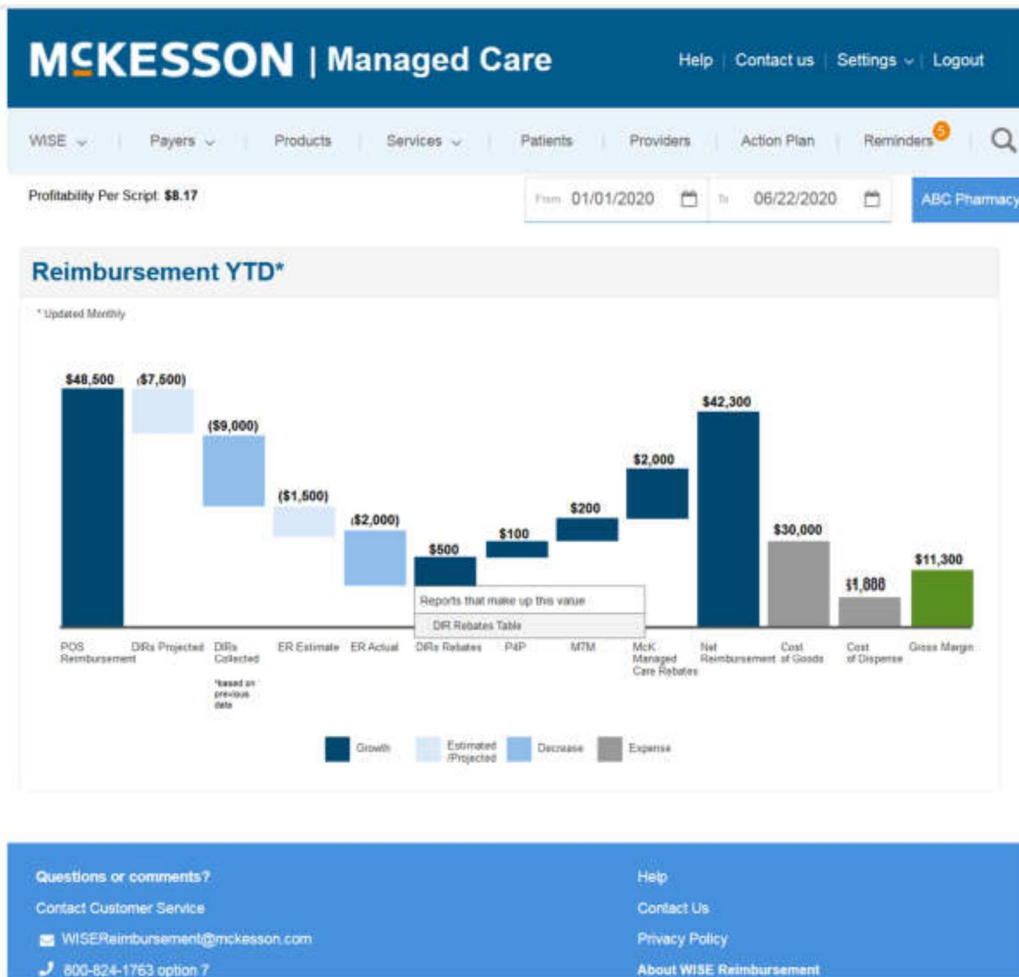 MCKESSON | Managed Care
Help | Contact us | Settings | Logout
WISE | Payers | Products | Services | Patients | Providers | Action Plan | Reminders 5
Profitability Per Script: $8.17
From 01/01/2020 To 06/22/2020 ABC Pharmacy
Reimbursement YTD*
* Updated Monthly
$48,500 ($7,500)
$42,300
($9,000)
$2,000
($1,500)
$200
($2,000)
$100
$30,000
$500
$11,300
Reports that make up this value
DIR Rebates Table
POS Reimbursement
DIRs Projected
DIRs Collected
*based on previous data
ER Estimate
ER Actual
DIRs Rebates
P4P
M7M
McK Managed Care Rebates
Net Reimbursement
Cost of Goods
Cost of Dispense
Gross Margin
Growth
Estimated /Projected
Decrease
Expense
Questions or comments?
Contact Customer Service
WISEReimbursement@mckesson.com
800-824-1763 option 7
Help
Contact Us
Privacy Policy
About WISE Reimbursement